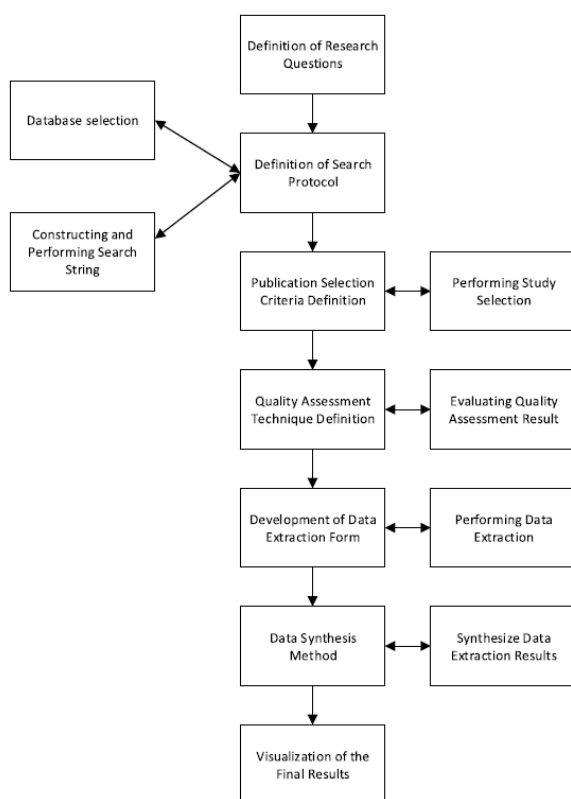 Definition of Research
Questions
Database selection
Definition of Search
Protocol
Constructing and
Performing Search
String
Publication Selection
Criteria Definition
Performing Study
Selection
Quality Assessment
Technique Definition
Evaluating Quality
Assessment Result
Development of Data
Extraction Form
Performing Data
Extraction
Data Synthesis
Method
Synthesize Data
Extraction Results
Visualization of the
Final Results